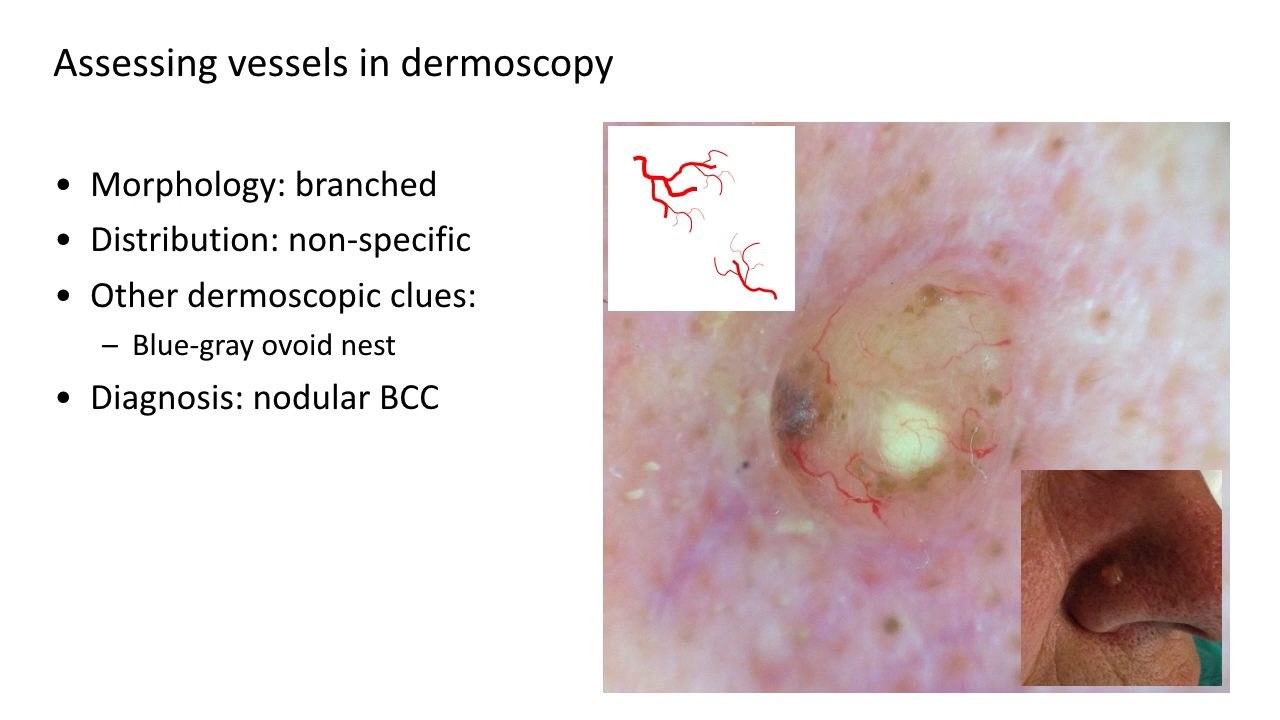 Assessing vessels in dermoscopy
• Morphology: branched
• Distribution: non-specific
• Other dermoscopic clues:
– Blue-gray ovoid nest
• Diagnosis: nodular BCC